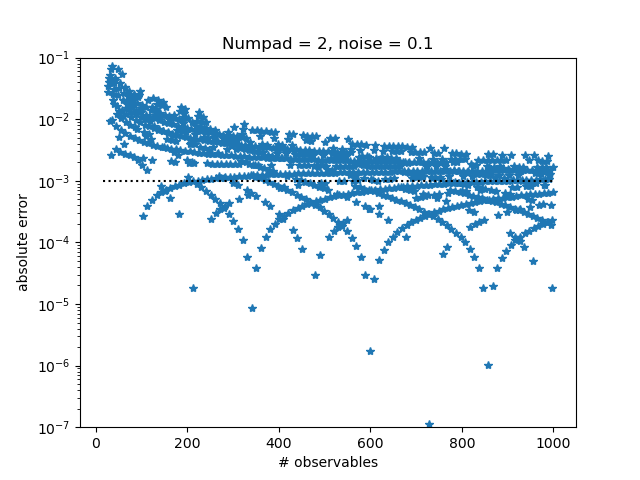 Numpad = 2, noise = 0.1
10⁻¹
10⁻²
10⁻³
10⁻⁴
10⁻⁵
10⁻⁶
10⁻⁷
absolute error
0 200 400 600 800 1000
# observables